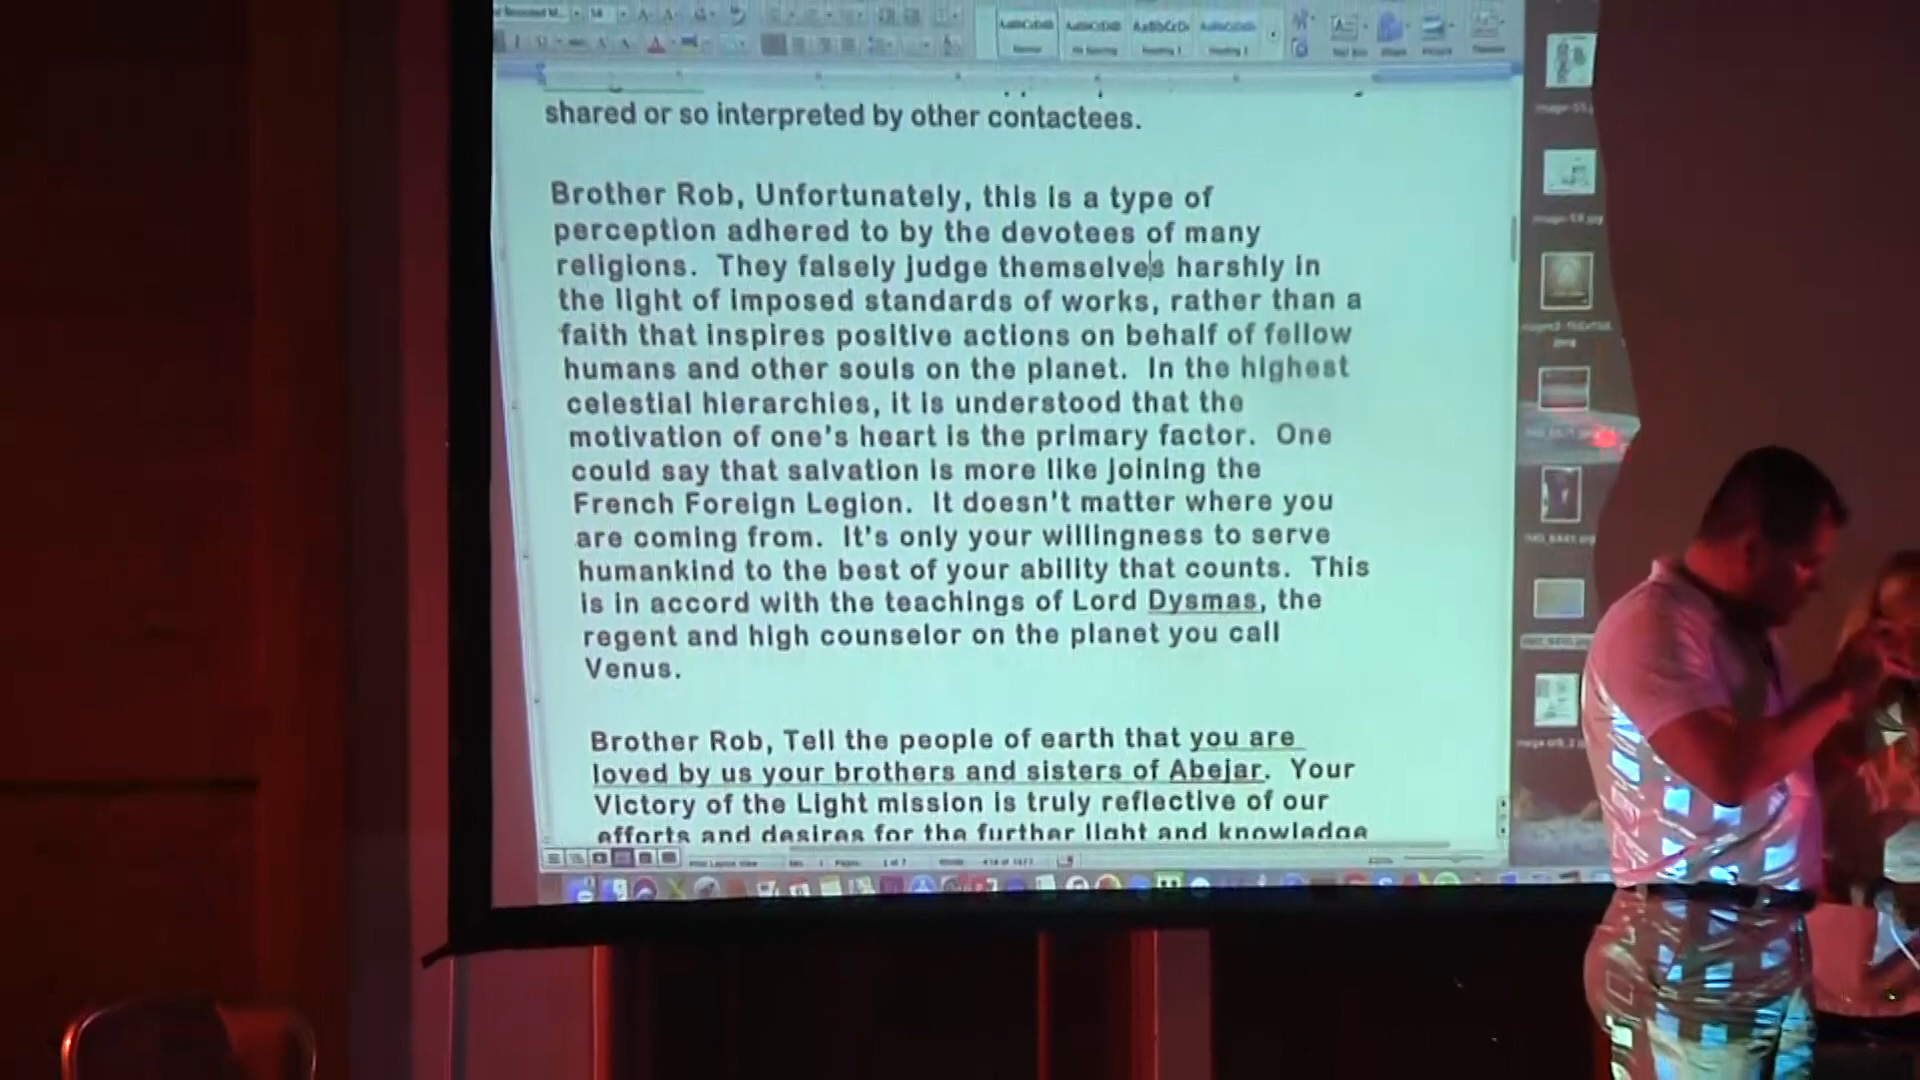 shared or so interpreted by other contactees.
Brother Rob, Unfortunately, this is a type of
perception adhered to by the devotees of many
religions.  They falsely judge themselves harshly in
the light of imposed standards of works, rather than a
faith that inspires positive actions on behalf of fellow
humans and other souls on the planet.  In the highest
celestial hierarchies, it is understood that the
motivation of one's heart is the primary factor.  One
could say that salvation is more like joining the
French Foreign Legion.  It doesn't matter where you
are coming from.  It's only your willingness to serve
humankind to the best of your ability that counts.  This
is in accord with the teachings of Lord Dysmas, the
regent and high counselor on the planet you call
Venus.
Brother Rob, Tell the people of earth that you are
loved by us your brothers and sisters of Abejar.  Your
Victory of the Light mission is truly reflective of our
efforts and desires for the further light and knowledge